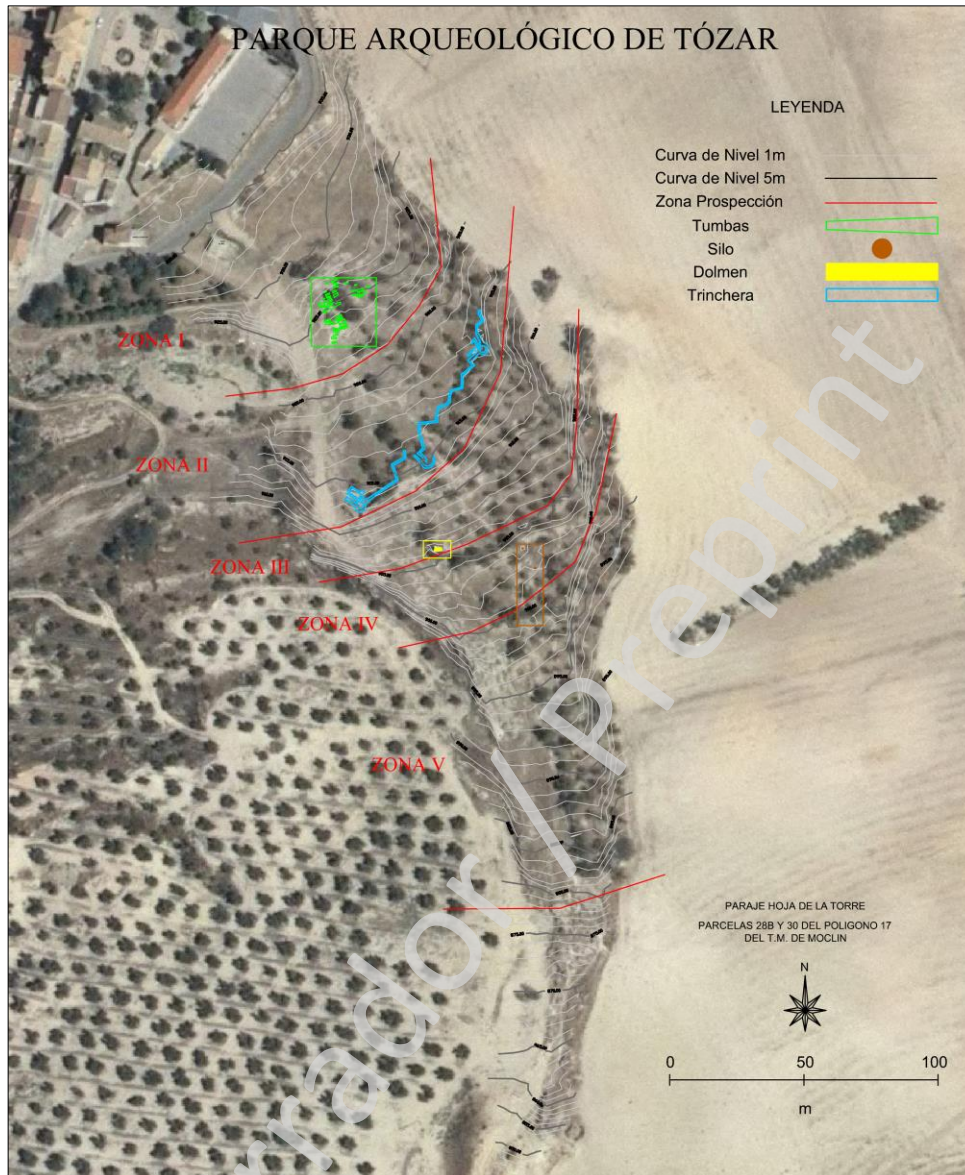 PARQUE ARQUEOLÓGICO DE TÓZAR
LEYENDA
Curva de Nivel 1m
Curva de Nivel 5m
Zona Prospección
Tumbas
Silo
Dolmen
Trinchera
ZONA I
ZONA II
ZONA III
ZONA IV
ZONA V
PARAJE HOJA DE LA TORRE
PARCELAS 28B Y 30 DEL POLIGONO 17
DEL T.M. DE MOCLIN
N
0 50 100
m
rrador / Preprint